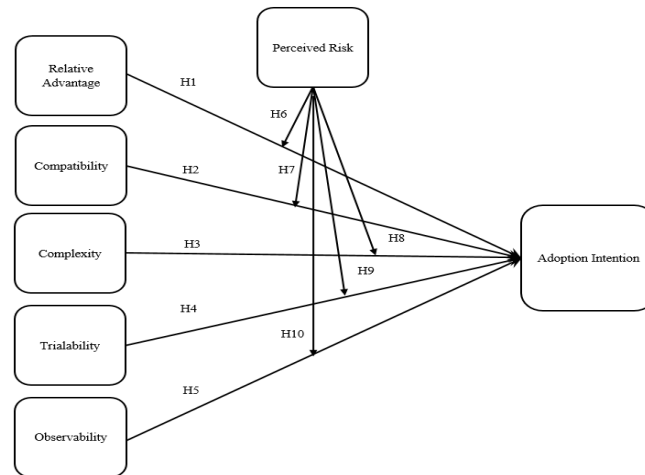 Relative
Advantage
Perceived Risk
H1
H6
Compatibility
H2
H7
H8
Complexity
H3
Adoption Intention
H9
H4
Trialability
H10
H5
Observability